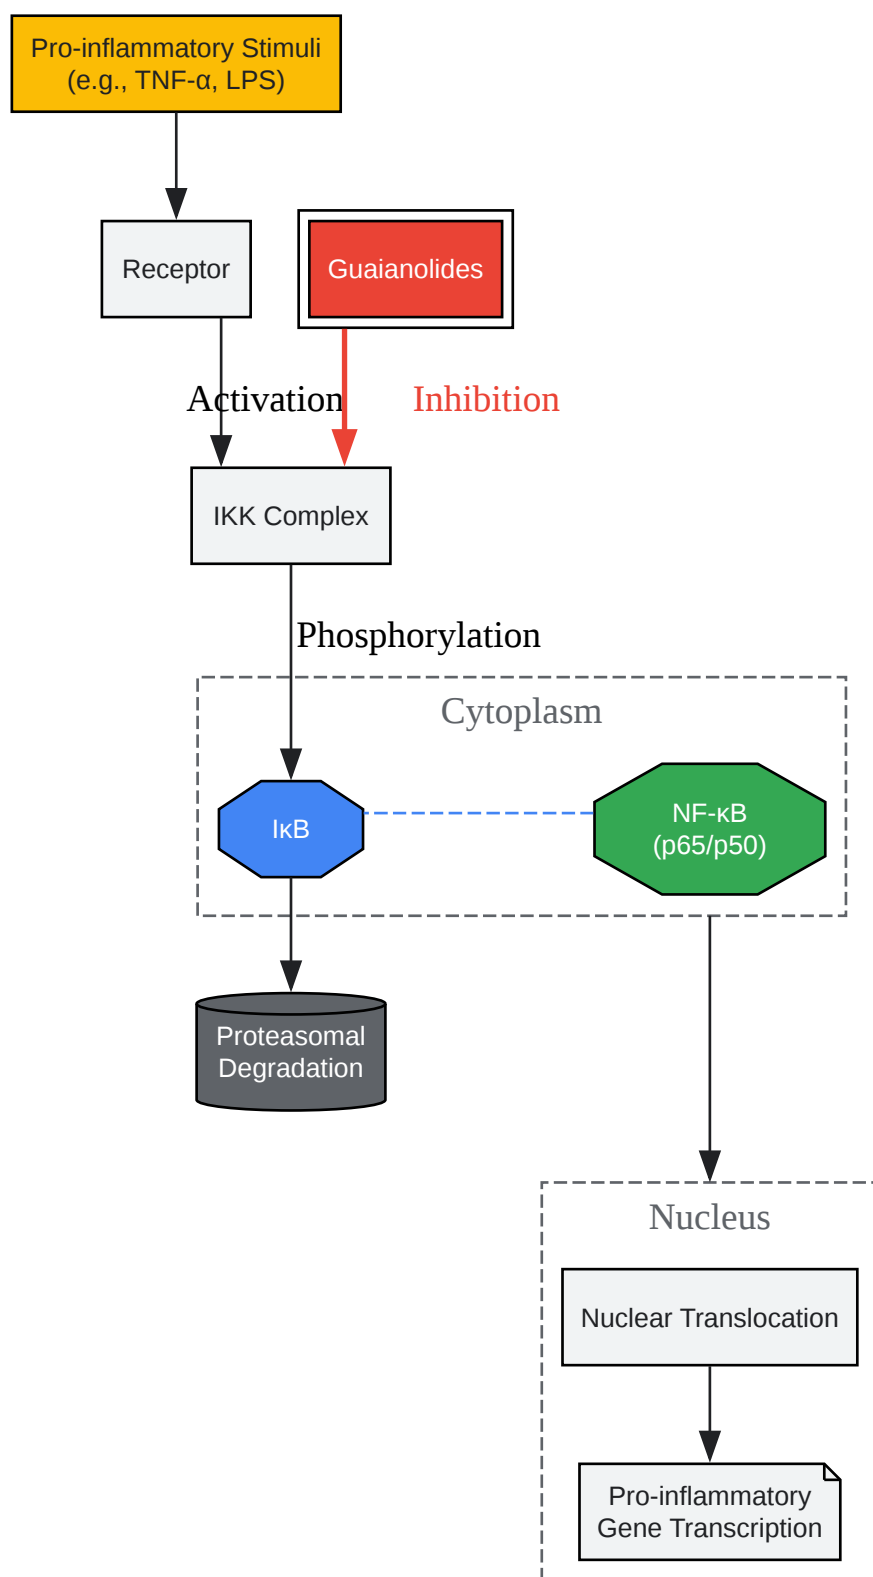 Pro-inflammatory Stimuli
(e.g., TNF-α, LPS)
Receptor
Guaianolides
Activation
Inhibition
IKK Complex
Phosphorylation
Cytoplasm
IκB
NF-κB
(p65/p50)
Proteasomal
Degradation
Nucleus
Nuclear Translocation
Pro-inflammatory
Gene Transcription